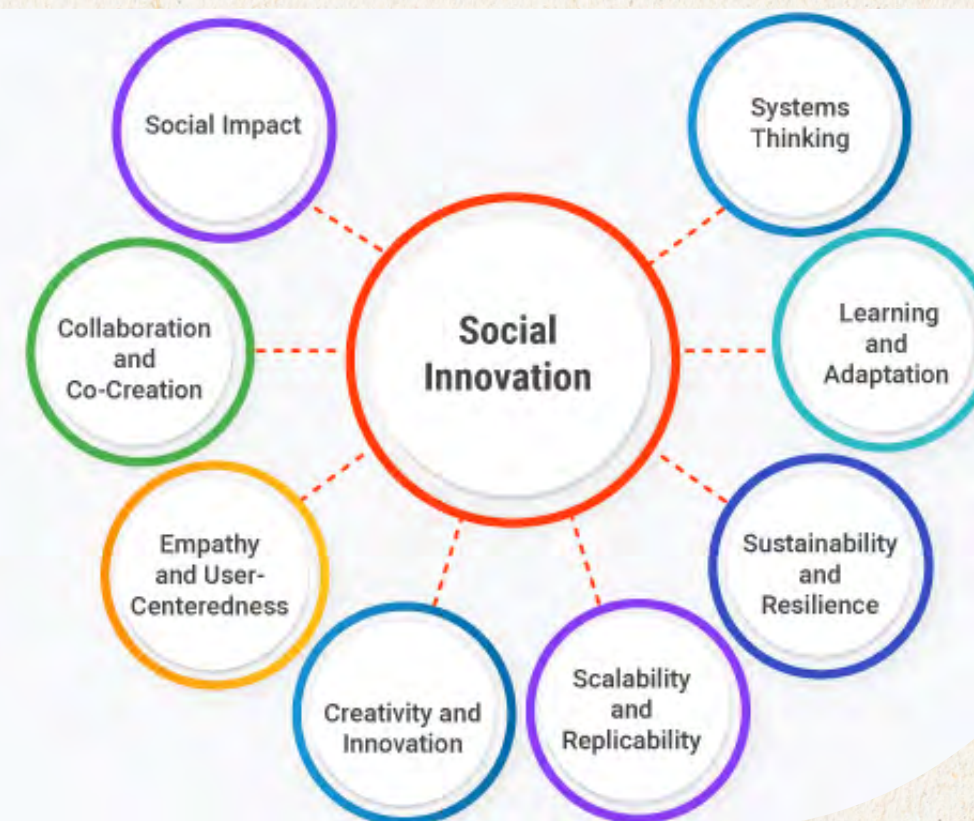 Social Impact
Systems
Thinking
Collaboration
and
Co-Creation
Social
Innovation
Learning
and
Adaptation
Empathy
and User-
Centeredness
Sustainability
and
Resilience
Creativity and
Innovation
Scalability
and
Replicability